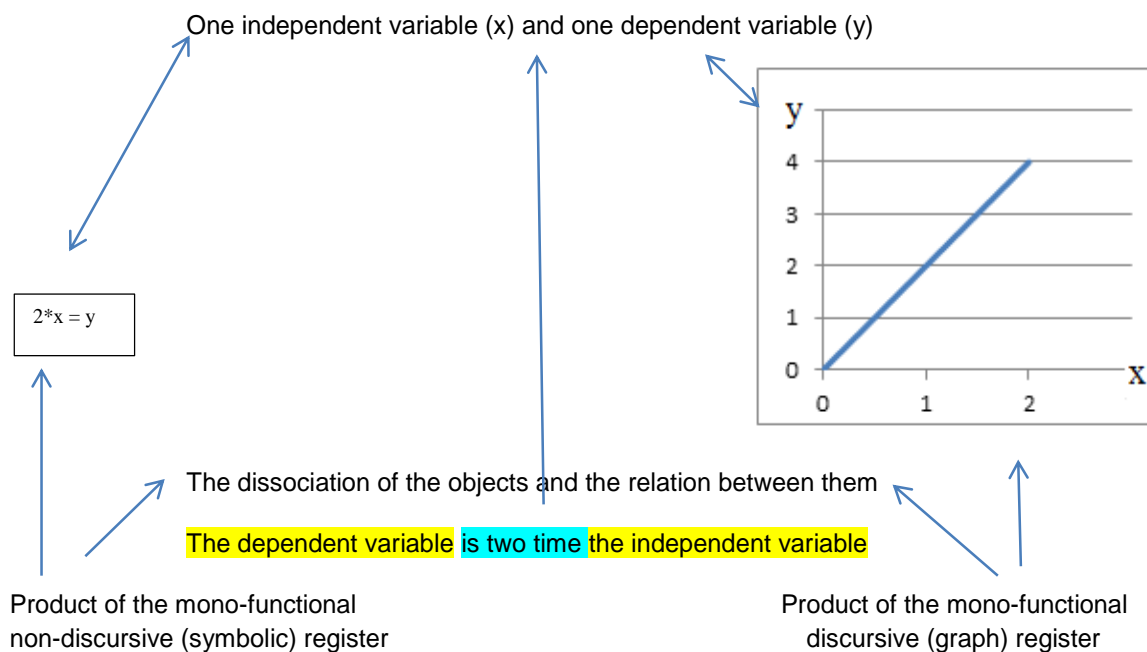 One independent variable (x) and one dependent variable (y)
y
4
3
2
1
0
x
0 1 2
2*x = y
The dissociation of the objects and the relation between them
The dependent variable is two time the independent variable
Product of the mono-functional
non-discursive (symbolic) register
Product of the mono-functional
discursive (graph) register